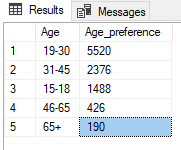 Results Messages
Age Age_preference
1 19-30 5520
2 31-45 2376
3 15-18 1488
4 46-65 426
5 65+ 190